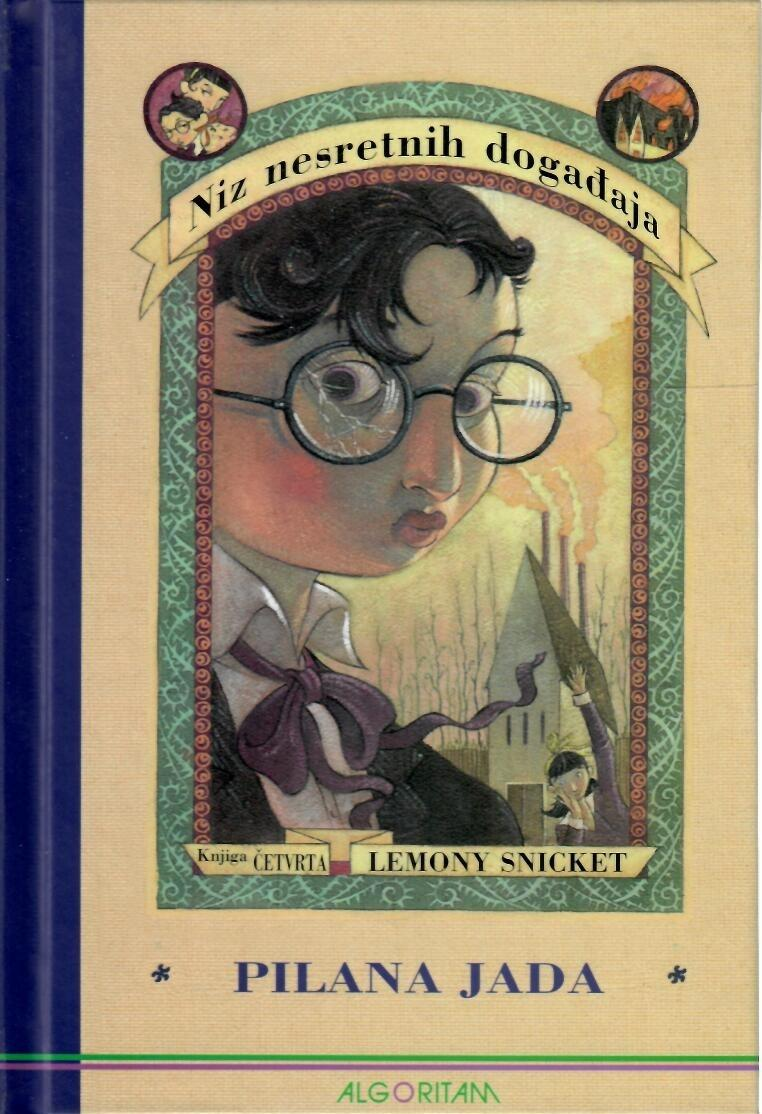 Niz nesretnih događaja
Knjiga ČETVRTA
LEMONY SNICKET
PILANA JADA
ALGORITAM